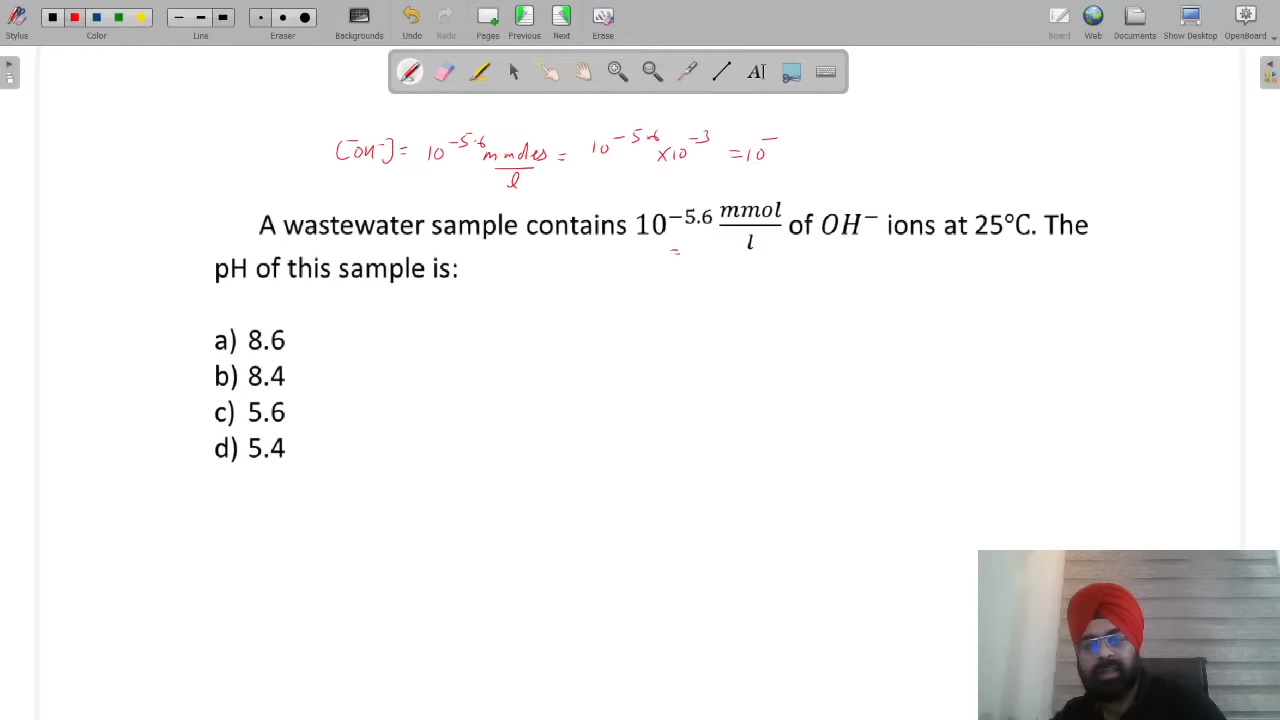 Stylus Color Line Eraser Backgrounds Undo Redo Pages Previous Next Erase Board Web Documents Show Desktop OpenBoard
[OH⁻] = 10^-5.6 mmoles/l = 10^-5.6 × 10^-3 = 10^-
A wastewater sample contains 10^−5.6 mmol/l of OH^− ions at 25°C. The
pH of this sample is:
a) 8.6
b) 8.4
c) 5.6
d) 5.4